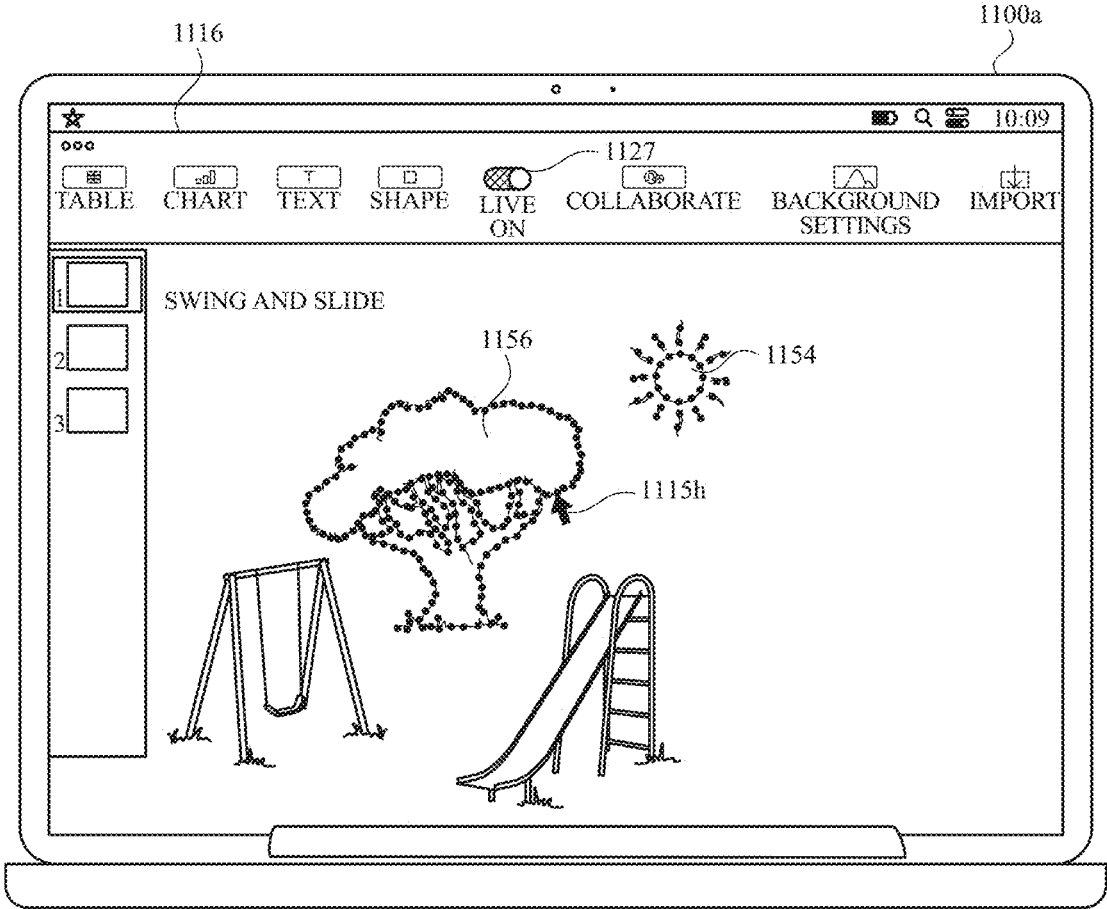 1100a
1116
10:09
1127
TABLE
CHART
TEXT
SHAPE
LIVE
ON
COLLABORATE
BACKGROUND
SETTINGS
IMPORT
1
SWING AND SLIDE
2
3
1156
1154
1115h